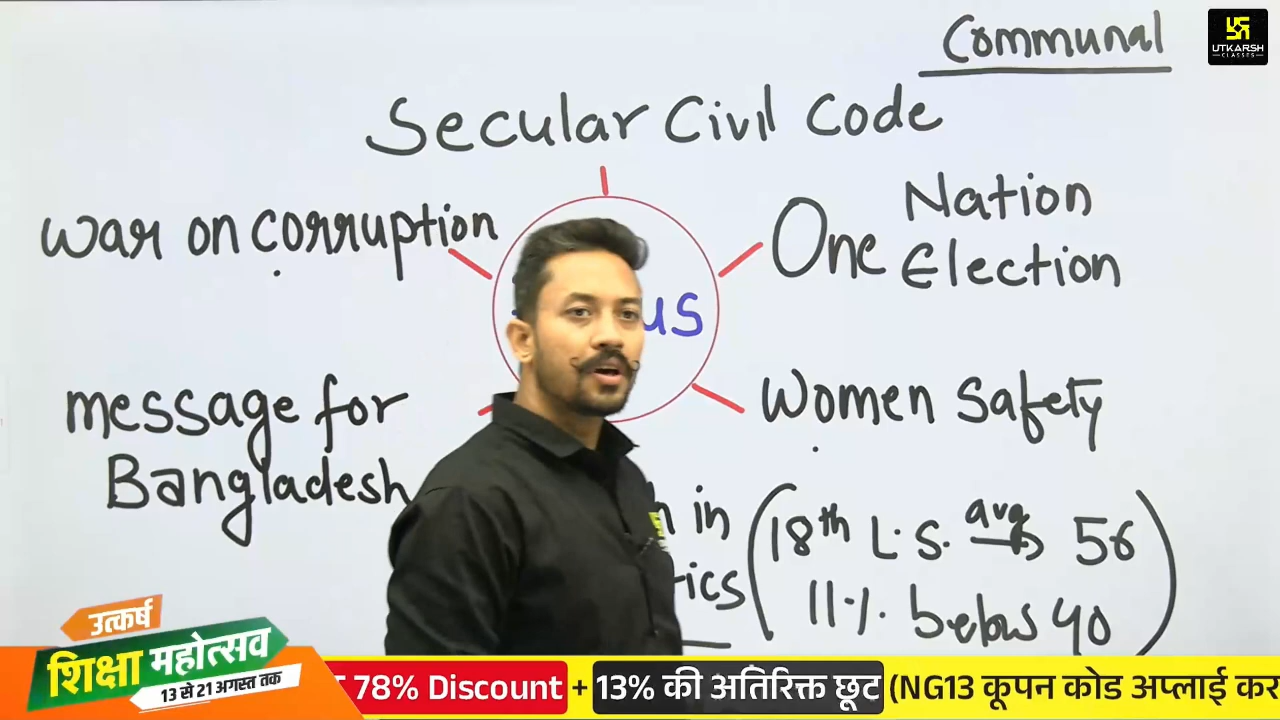 Communal
UTKARSH
CLASSES
Secular Civil Code
war on corruption
One Nation
Election
message for
Bangladesh
Women Safety
in
18th L.S. avg → 56
11% below 40
उत्कर्ष
शिक्षा महोत्सव
13 से 21 अगस्त तक
78% Discount + 13% की अतिरिक्त छूट (NG13 कूपन कोड अप्लाई कर